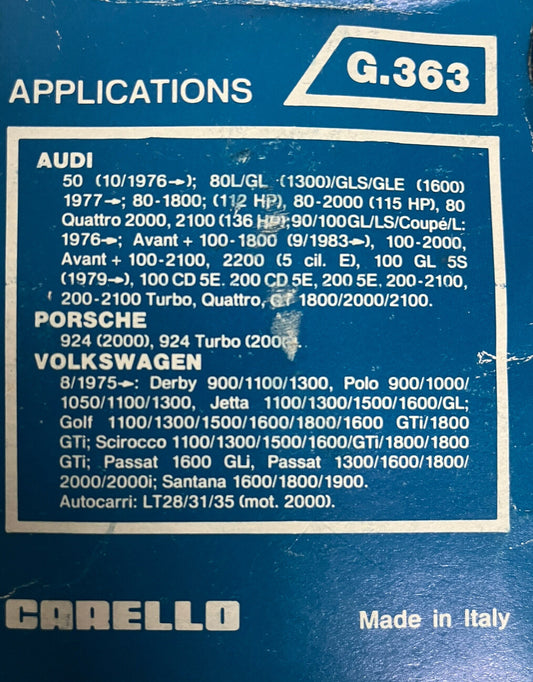 G.363
APPLICATIONS
AUDI
50 (10/1976→); 80L/GL (1300)/GLS/GLE (1600)
1977→; 80-1800; (112 HP), 80-2000 (115 HP), 80
Quattro 2000, 2100 (136 HP);90/100GL/LS/Coupé/L:
1976→; Avant + 100-1800 (9/1983→), 100-2000,
Avant + 100-2100, 2200 (5 cil. E), 100 GL 5S
(1979→), 100 CD 5E. 200 CD 5E, 200 5E. 200-2100,
200-2100 Turbo, Quattro, GT 1800/2000/2100.
PORSCHE
924 (2000), 924 Turbo
VOLKSWAGEN
8/1975→: Derby 900/1100/1300, Polo 900/1000/
1050/1100/1300, Jetta 1100/1300/1500/1600/GL;
Golf 1100/1300/1500/1600/1800/1600 GTi/1800
GTi; Scirocco 1100/1300/1500/1600/GTi/1800/1800
GTi; Passat 1600 GLi, Passat 1300/1600/1800/
2000/2000i; Santana 1600/1800/1900.
Autocarri: LT28/31/35 (mot. 2000).
CARELLO
Made in Italy